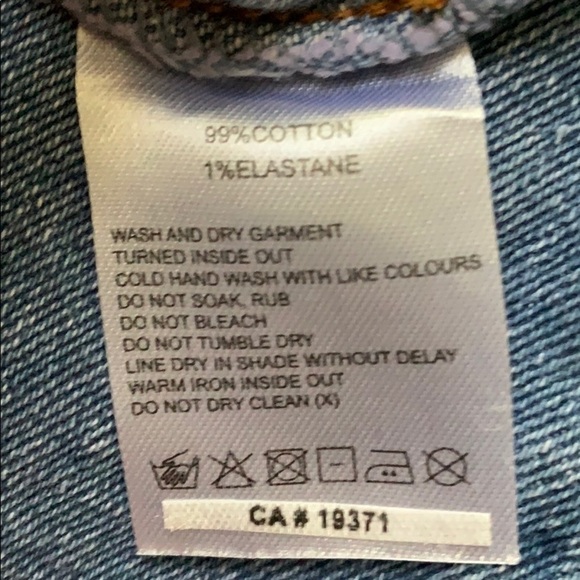 99%COTTON
1%ELASTANE
WASH AND DRY GARMENT
TURNED INSIDE OUT
COLD HAND WASH WITH LIKE COLOURS
DO NOT SOAK, RUB
DO NOT BLEACH
DO NOT TUMBLE DRY
LINE DRY IN SHADE WITHOUT DELAY
WARM IRON INSIDE OUT
DO NOT DRY CLEAN (X)
CA # 19371